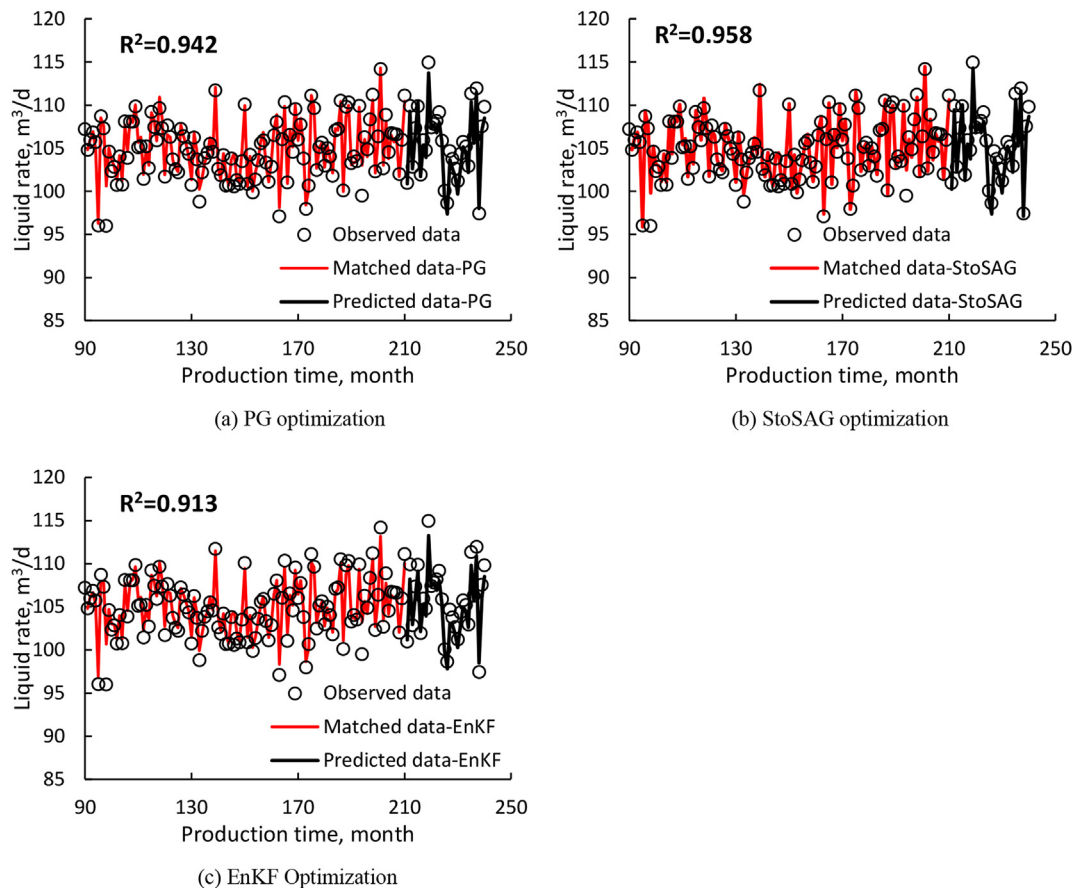 120
115
110
105
100
95
90
85
Liquid rate, m³/d
R²=0.942
Observed data
Matched data-PG
Predicted data-PG
90 130 170 210 250
Production time, month
(a) PG optimization
120
115
110
105
100
95
90
85
Liquid rate, m³/d
R²=0.958
Observed data
Matched data-StoSAG
Predicted data-StoSAG
90 130 170 210 250
Production time, month
(b) StoSAG optimization
120
115
110
105
100
95
90
85
Liquid rate, m³/d
R²=0.913
Observed data
Matched data-EnKF
Predicted data-EnKF
90 130 170 210 250
Production time, month
(c) EnKF Optimization